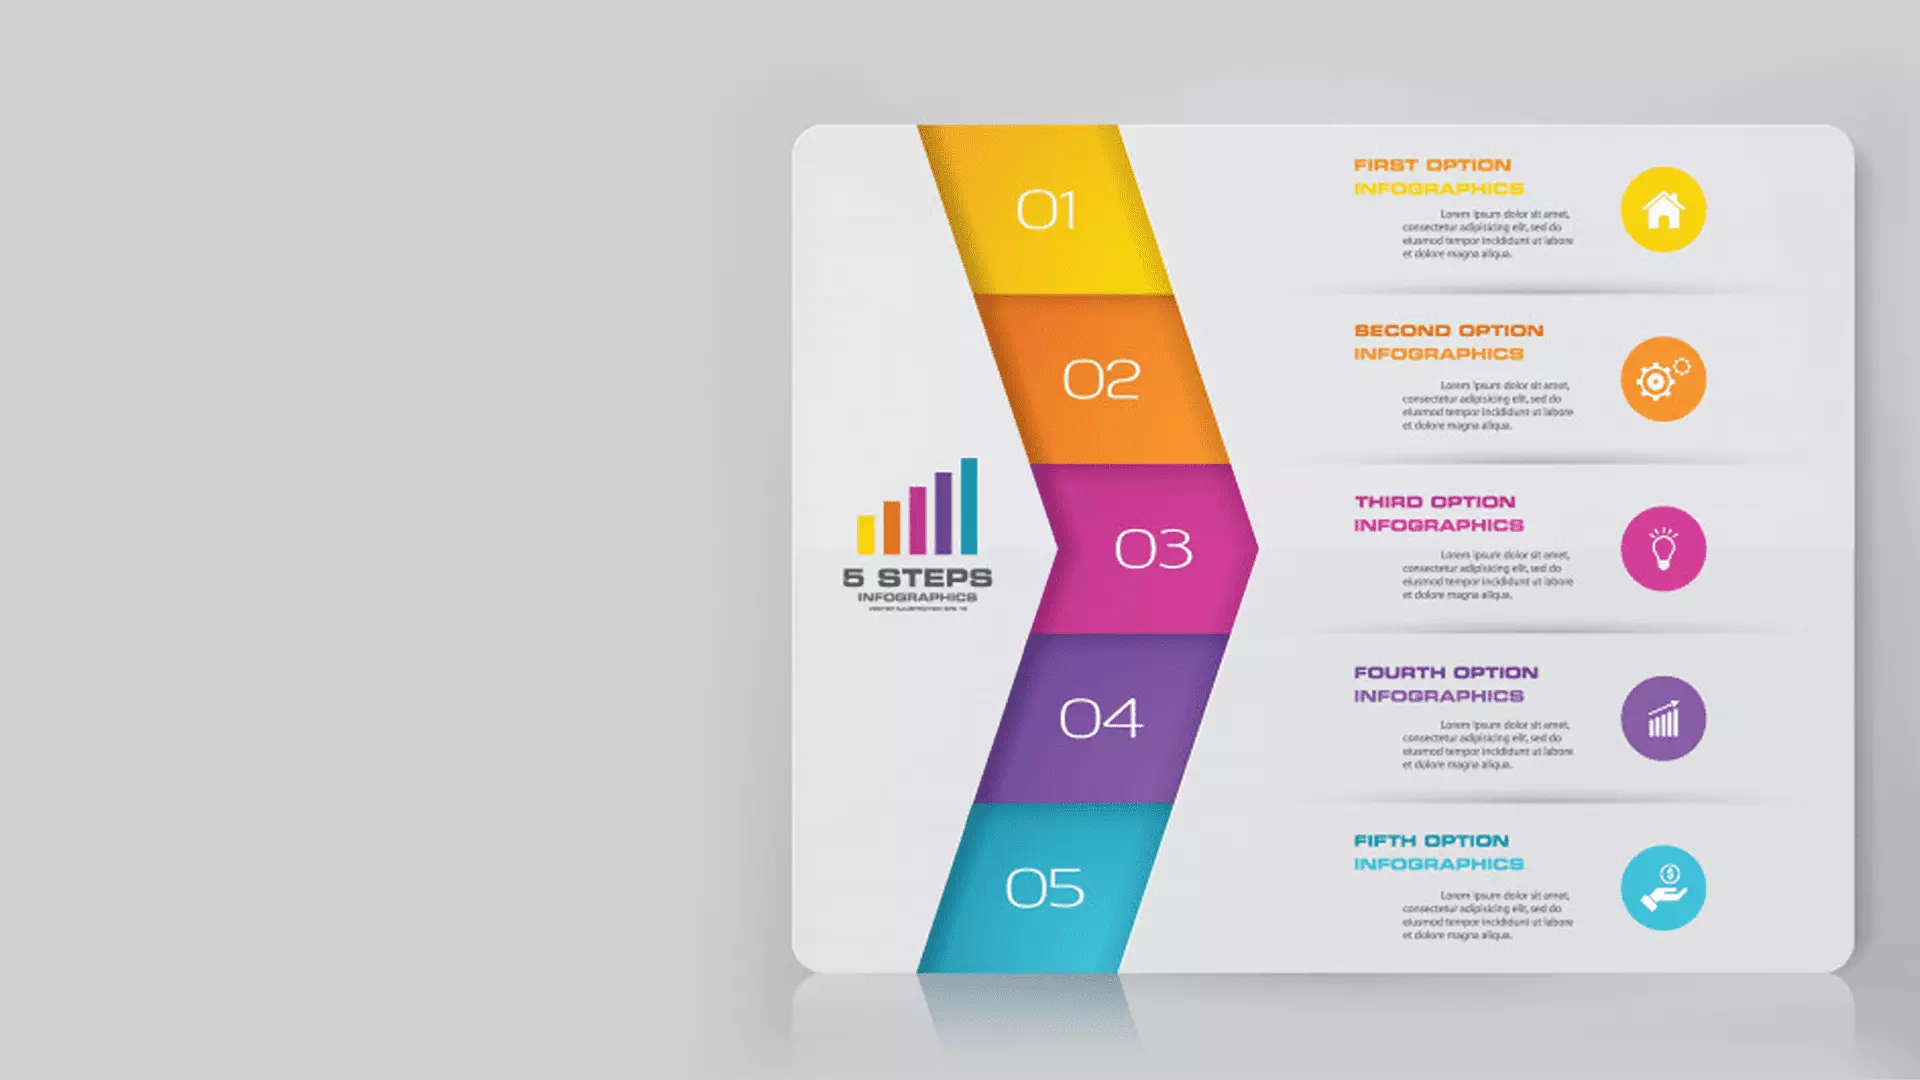 01
FIRST OPTION
INFOGRAPHICS
Lorem ipsum dolor sit amet,
consectetur adipisicing elit, sed do
eiusmod tempor incididunt ut labore
et dolore magna aliqua.
02
SECOND OPTION
INFOGRAPHICS
Lorem ipsum dolor sit amet,
consectetur adipisicing elit, sed do
eiusmod tempor incididunt ut labore
et dolore magna aliqua.
5 STEPS
INFOGRAPHICS
VECTOR ILLUSTRATION EPS 10
03
THIRD OPTION
INFOGRAPHICS
Lorem ipsum dolor sit amet,
consectetur adipisicing elit, sed do
eiusmod tempor incididunt ut labore
et dolore magna aliqua.
04
FOURTH OPTION
INFOGRAPHICS
Lorem ipsum dolor sit amet,
consectetur adipisicing elit, sed do
eiusmod tempor incididunt ut labore
et dolore magna aliqua.
05
FIFTH OPTION
INFOGRAPHICS
Lorem ipsum dolor sit amet,
consectetur adipisicing elit, sed do
eiusmod tempor incididunt ut labore
et dolore magna aliqua.
$